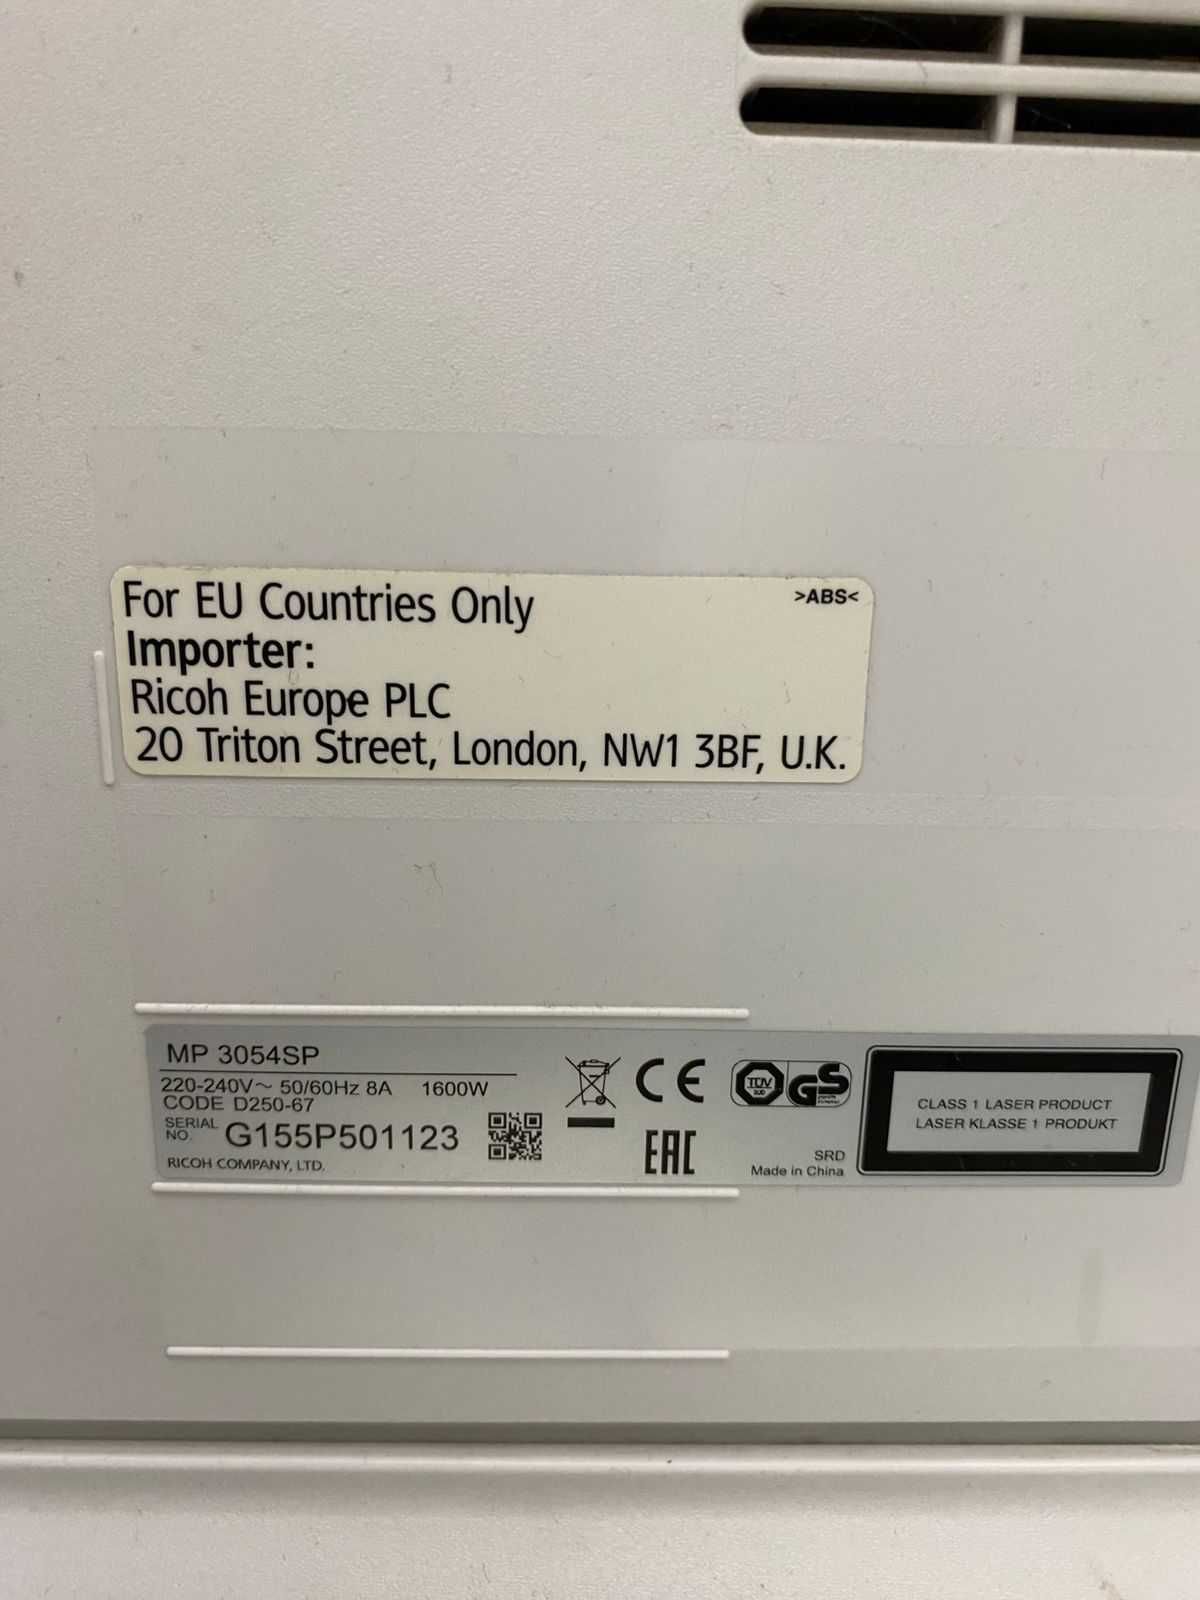 For EU Countries Only >ABS<
Importer:
Ricoh Europe PLC
20 Triton Street, London, NW1 3BF, U.K.
MP 3054SP
220-240V～ 50/60Hz 8A 1600W
CODE D250-67
SERIAL NO. G155P501123
RICOH COMPANY, LTD.
CE
EAC
TÜV SÜD GS
SRD
Made in China
CLASS 1 LASER PRODUCT
LASER KLASSE 1 PRODUKT